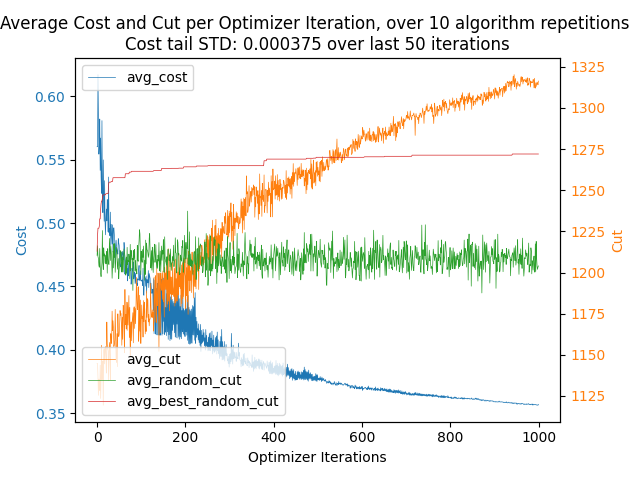 Average Cost and Cut per Optimizer Iteration, over 10 algorithm repetitions
Cost tail STD: 0.000375 over last 50 iterations
avg_cost
0.60
0.55
0.50
0.45
0.40
0.35
Cost
1325
1300
1275
1250
1225
1200
1175
1150
1125
Cut
avg_cut
avg_random_cut
avg_best_random_cut
0 200 400 600 800 1000
Optimizer Iterations